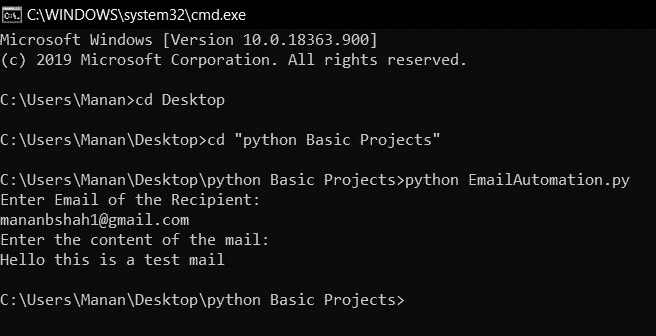 C:\WINDOWS\system32\cmd.exe
Microsoft Windows [Version 10.0.18363.900]
(c) 2019 Microsoft Corporation. All rights reserved.
C:\Users\Manan>cd Desktop
C:\Users\Manan\Desktop>cd "python Basic Projects"
C:\Users\Manan\Desktop\python Basic Projects>python EmailAutomation.py
Enter Email of the Recipient:
mananbshah1@gmail.com
Enter the content of the mail:
Hello this is a test mail
C:\Users\Manan\Desktop\python Basic Projects>